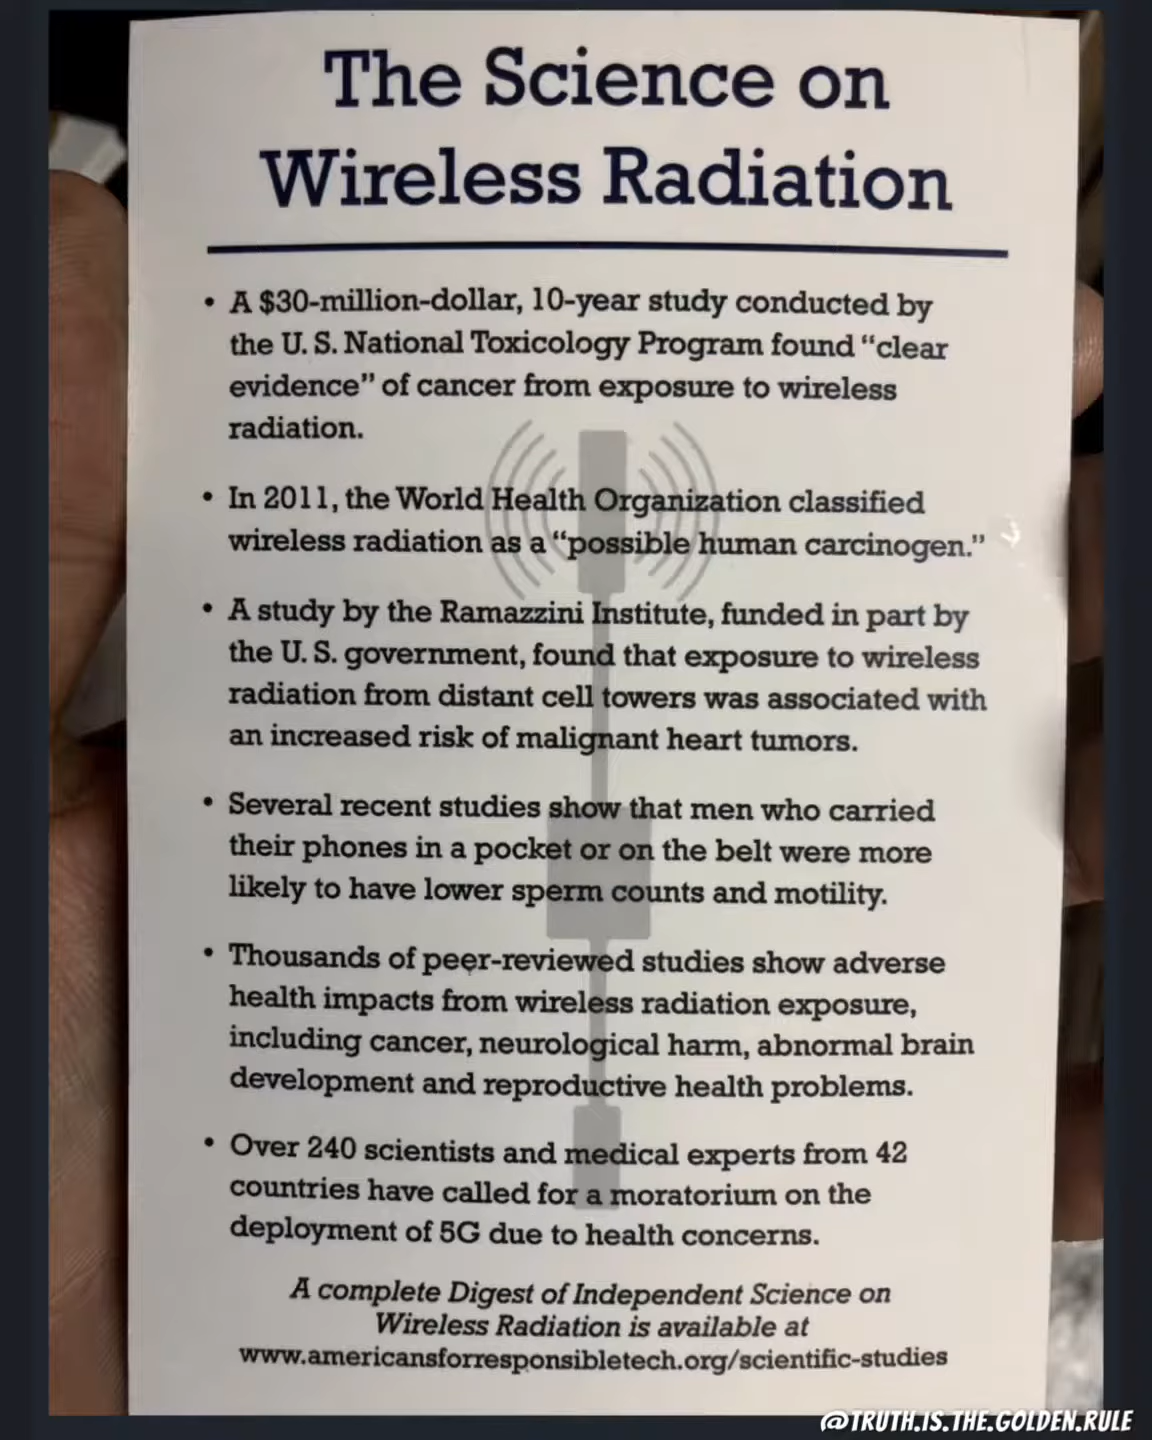 The Science on
Wireless Radiation
• A $30-million-dollar, 10-year study conducted by
the U. S. National Toxicology Program found “clear
evidence” of cancer from exposure to wireless
radiation.
• In 2011, the World Health Organization classified
wireless radiation as a “possible human carcinogen.”
• A study by the Ramazzini Institute, funded in part by
the U. S. government, found that exposure to wireless
radiation from distant cell towers was associated with
an increased risk of malignant heart tumors.
• Several recent studies show that men who carried
their phones in a pocket or on the belt were more
likely to have lower sperm counts and motility.
• Thousands of peer-reviewed studies show adverse
health impacts from wireless radiation exposure,
including cancer, neurological harm, abnormal brain
development and reproductive health problems.
• Over 240 scientists and medical experts from 42
countries have called for a moratorium on the
deployment of 5G due to health concerns.
A complete Digest of Independent Science on
Wireless Radiation is available at
www.americansforresponsibletech.org/scientific-studies
@TRUTH.IS.THE.GOLDEN.RULE